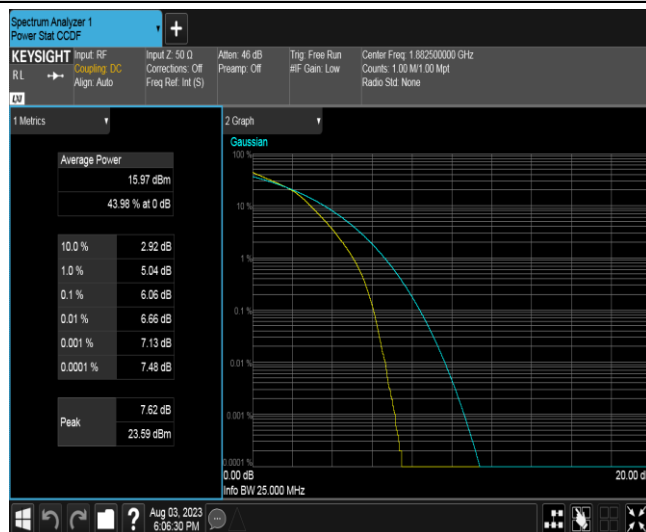 Spectrum Analyzer 1
Power Stat CCDF
+
KEYSIGHT
RL
LXI
Input: RF
Coupling: DC
Align: Auto
Input Z: 50 Ω
Corrections: Off
Freq Ref: Int (S)
Atten: 46 dB
Preamp: Off
Trig: Free Run
#IF Gain: Low
Center Freq: 1.882500000 GHz
Counts: 1.00 M/1.00 Mpt
Radio Std: None
1 Metrics
Average Power
15.97 dBm
43.98 % at 0 dB
10.0 % 2.92 dB
1.0 % 5.04 dB
0.1 % 6.06 dB
0.01 % 6.66 dB
0.001 % 7.13 dB
0.0001 % 7.48 dB
Peak
7.62 dB
23.59 dBm
2 Graph
Gaussian
100 %
10 %
1 %
0.1 %
0.01 %
0.001 %
0.0001 %
0.00 dB
20.00 d
Info BW 25.000 MHz
?
Aug 03, 2023
6:06:30 PM